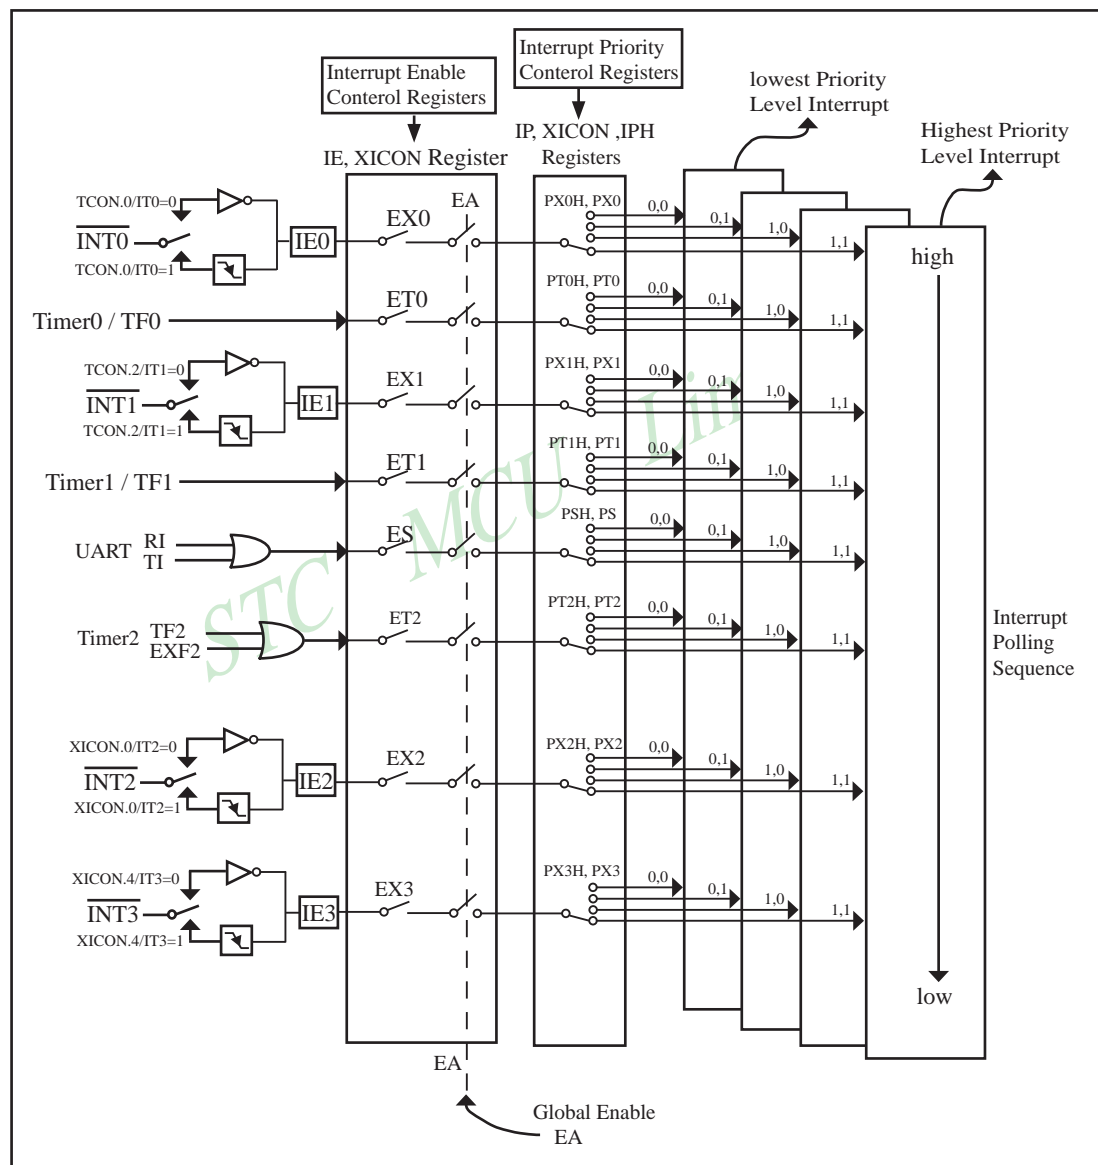 Interrupt Enable
Conterol Registers
Interrupt Priority
Conterol Registers
lowest Priority
Level Interrupt
Highest Priority
Level Interrupt
IE, XICON Register
IP, XICON ,IPH
Registers
TCON.0/IT0=0
INT0
TCON.0/IT0=1
IE0
EX0
EA
PX0H, PX0
0,0
0,1
1,0
1,1
high
Timer0 / TF0
ET0
PT0H, PT0
0,0
0,1
1,0
1,1
TCON.2/IT1=0
INT1
TCON.2/IT1=1
IE1
EX1
PX1H, PX1
0,0
0,1
1,0
1,1
Timer1 / TF1
ET1
PT1H, PT1
0,0
0,1
1,0
1,1
UART
RI
TI
ES
PSH, PS
0,0
0,1
1,0
1,1
Timer2
TF2
EXF2
ET2
PT2H, PT2
0,0
0,1
1,0
1,1
Interrupt
Polling
Sequence
XICON.0/IT2=0
INT2
XICON.0/IT2=1
IE2
EX2
PX2H, PX2
0,0
0,1
1,0
1,1
XICON.4/IT3=0
INT3
XICON.4/IT3=1
IE3
EX3
PX3H, PX3
0,0
0,1
1,0
1,1
low
EA
Global Enable
EA
STC MCU Lim